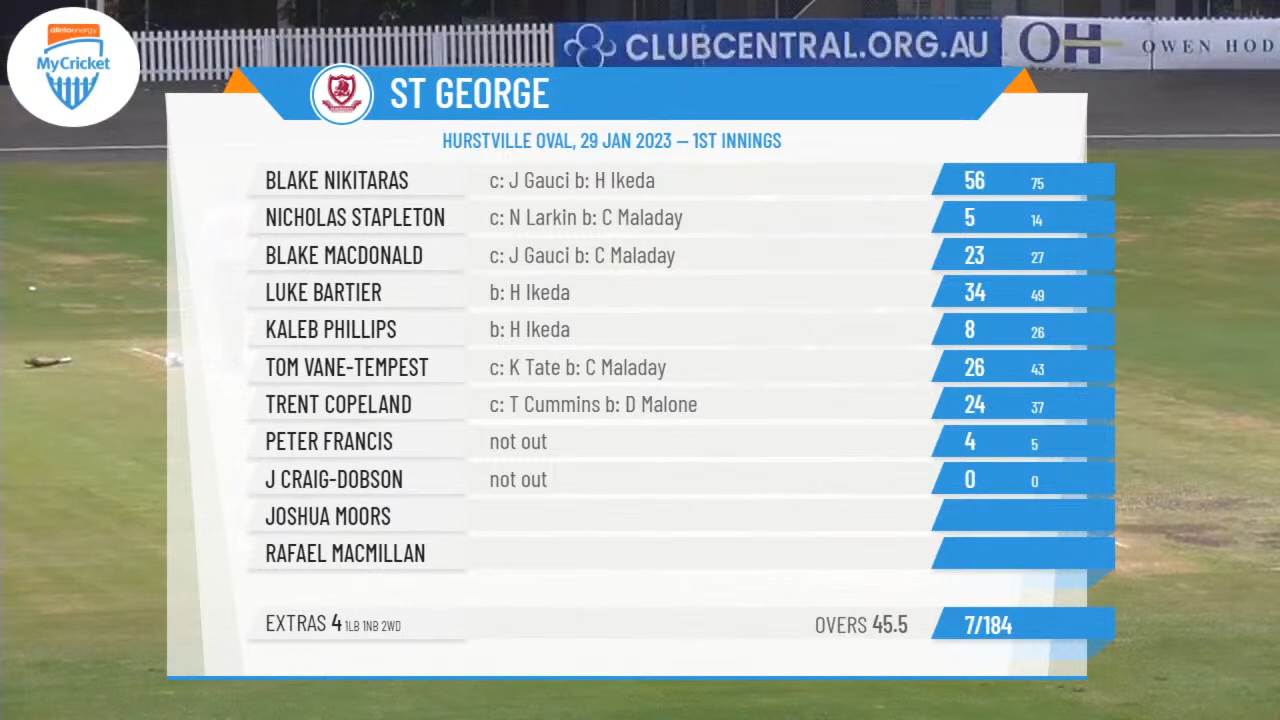 alintaenergy
MyCricket
CLUBCENTRAL.ORG.AU
OH OWEN HOD
ST GEORGE
HURSTVILLE OVAL, 29 JAN 2023 – 1ST INNINGS
BLAKE NIKITARAS c: J Gauci b: H Ikeda 56 75
NICHOLAS STAPLETON c: N Larkin b: C Maladay 5 14
BLAKE MACDONALD c: J Gauci b: C Maladay 23 27
LUKE BARTIER b: H Ikeda 34 49
KALEB PHILLIPS b: H Ikeda 8 26
TOM VANE-TEMPEST c: K Tate b: C Maladay 26 43
TRENT COPELAND c: T Cummins b: D Malone 24 37
PETER FRANCIS not out 4 5
J CRAIG-DOBSON not out 0 0
JOSHUA MOORS
RAFAEL MACMILLAN
EXTRAS 4 1LB 1NB 2WD OVERS 45.5 7/184